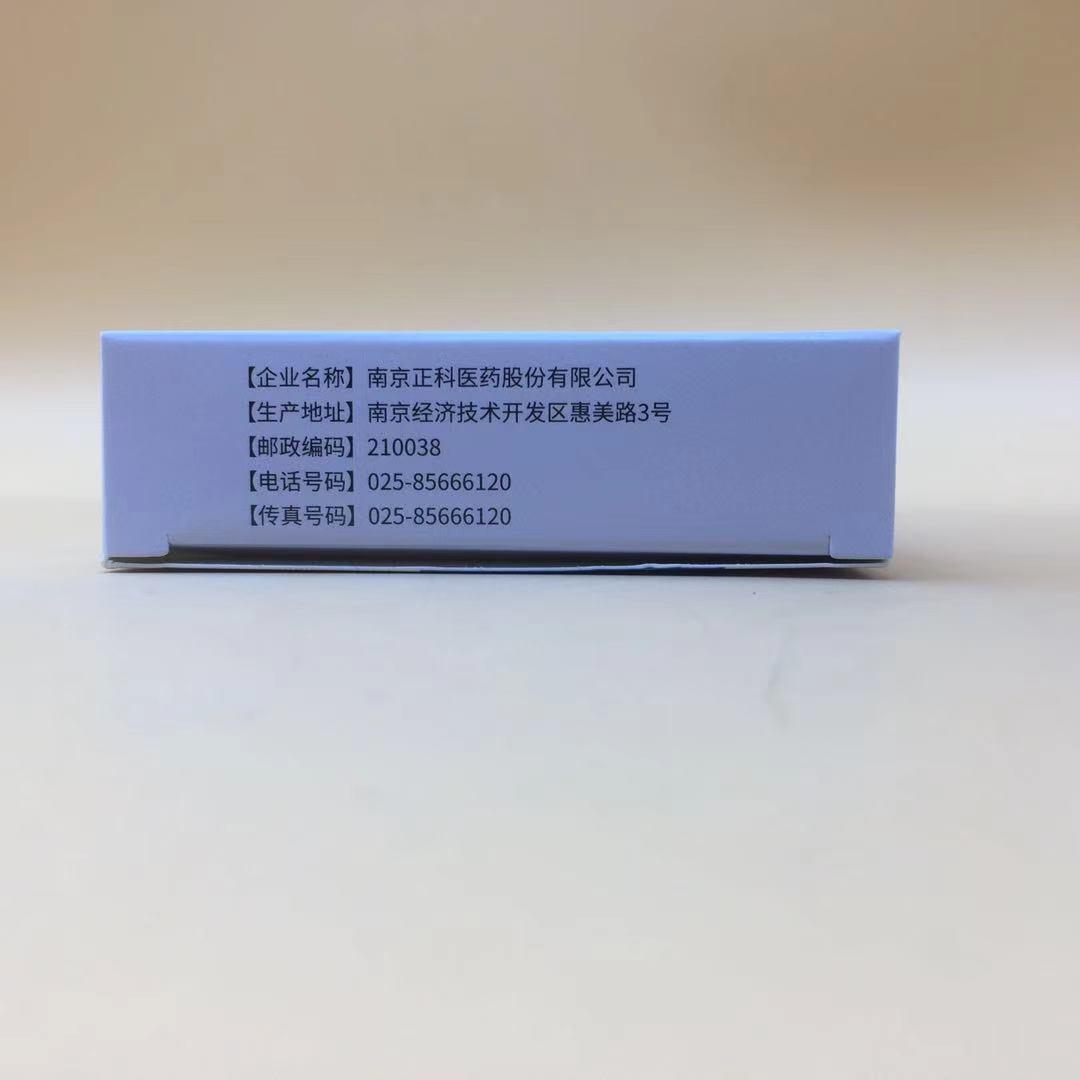 【企业名称】南京正科医药股份有限公司
【生产地址】南京经济技术开发区惠美路3号
【邮政编码】210038
【电话号码】025-85666120
【传真号码】025-85666120